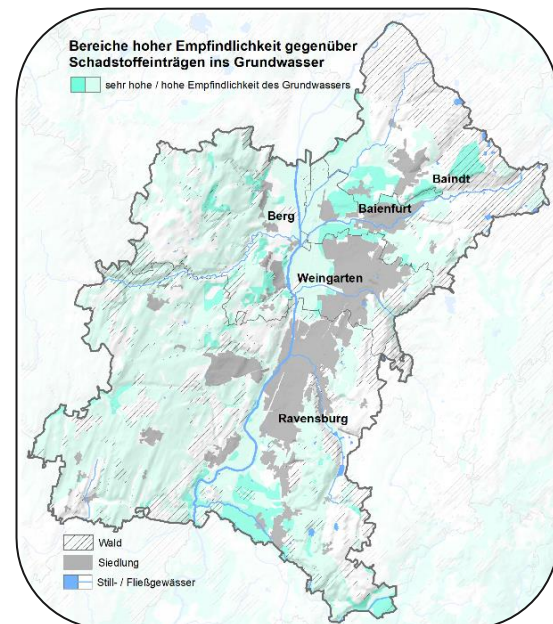 Bereiche hoher Empfindlichkeit gegenüber
Schadstoffeinträgen ins Grundwasser
sehr hohe / hohe Empfindlichkeit des Grundwassers
Baindt
Baienfurt
Berg
Weingarten
Ravensburg
Wald
Siedlung
Still- / Fließgewässer